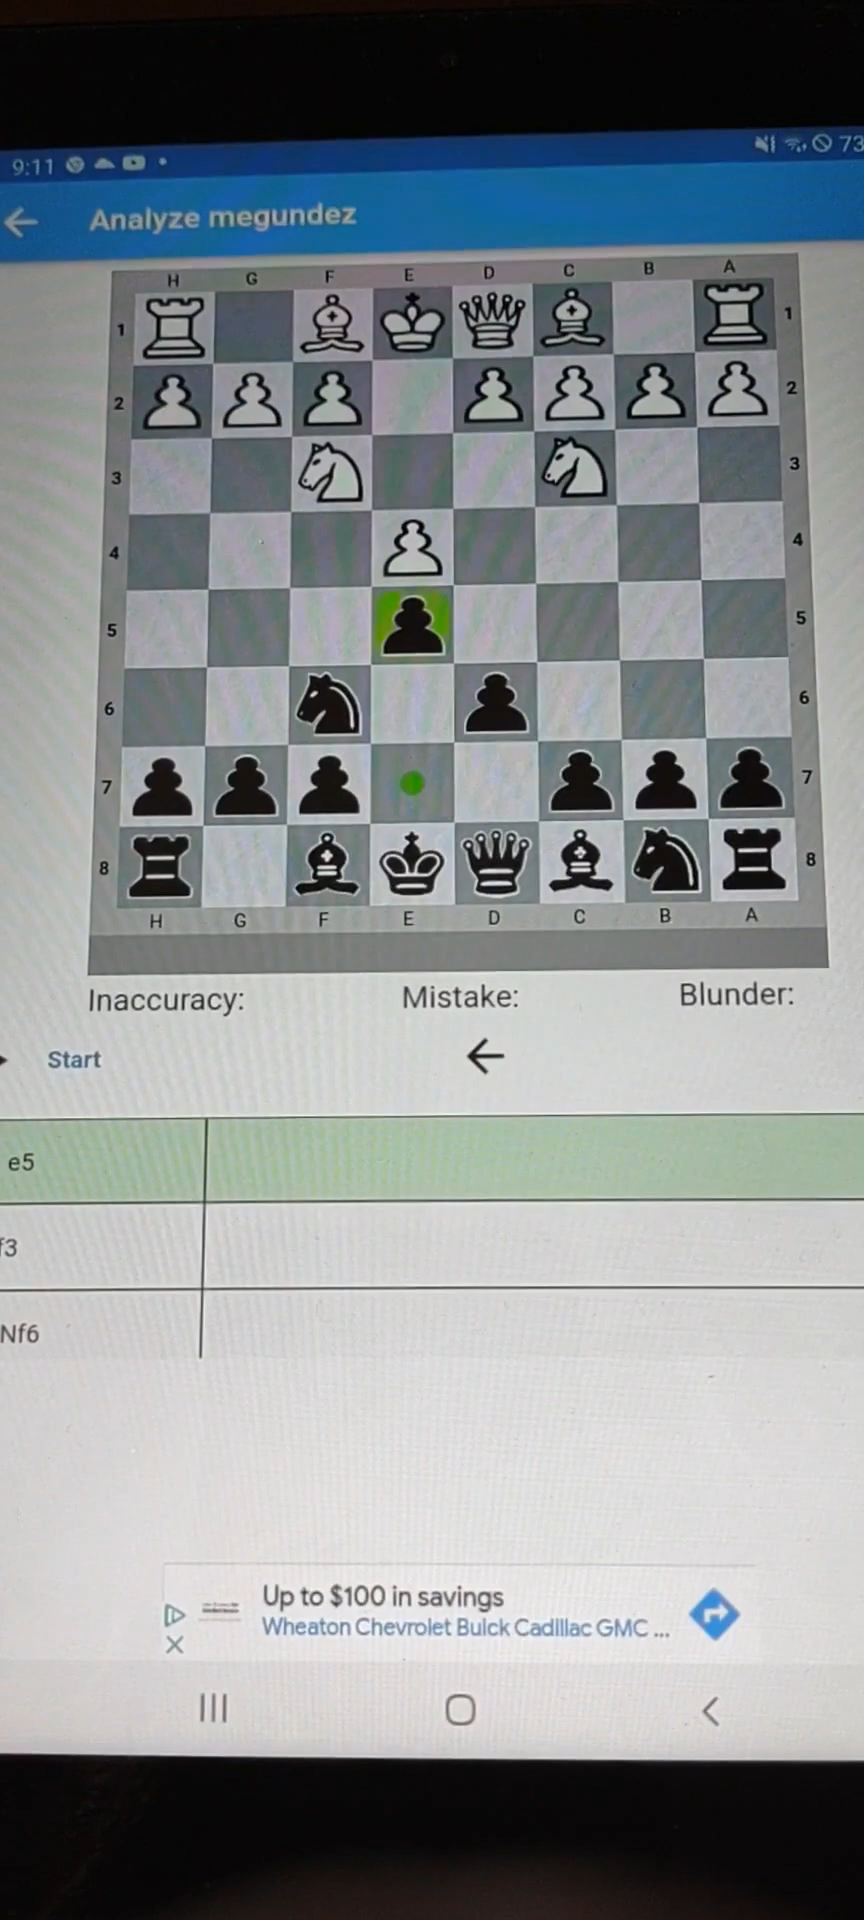 9:11
73
Analyze megundez
H G F E D C B A
1 1
2 2
3 3
4 4
5 5
6 6
7 7
8 8
H G F E D C B A
Inaccuracy: Mistake: Blunder:
Start
e5
f3
Nf6
Up to $100 in savings
Wheaton Chevrolet Buick Cadillac GMC ...